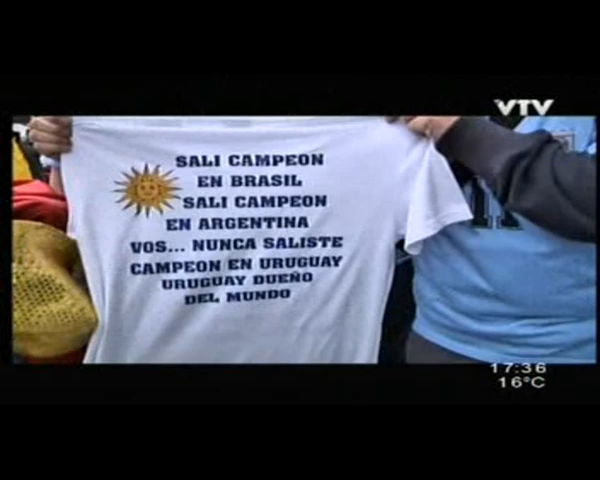 VTV
SALI CAMPEON
EN BRASIL
SALI CAMPEON
EN ARGENTINA
VOS... NUNCA SALISTE
CAMPEON EN URUGUAY
URUGUAY DUEÑO
DEL MUNDO
17:36
16°C